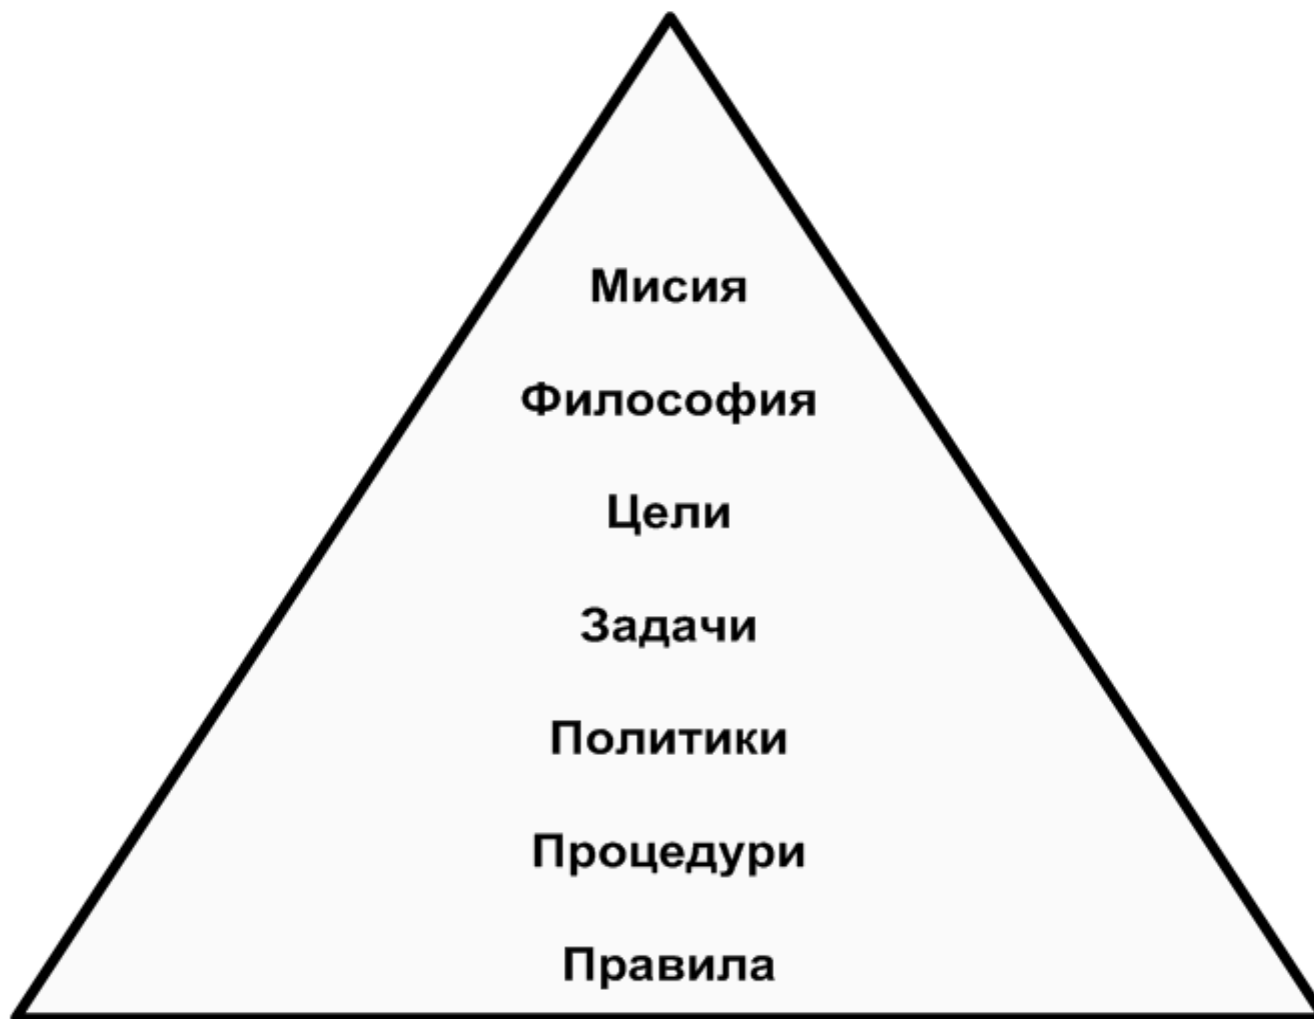 Мисия
Философия
Цели
Задачи
Политики
Процедури
Правила